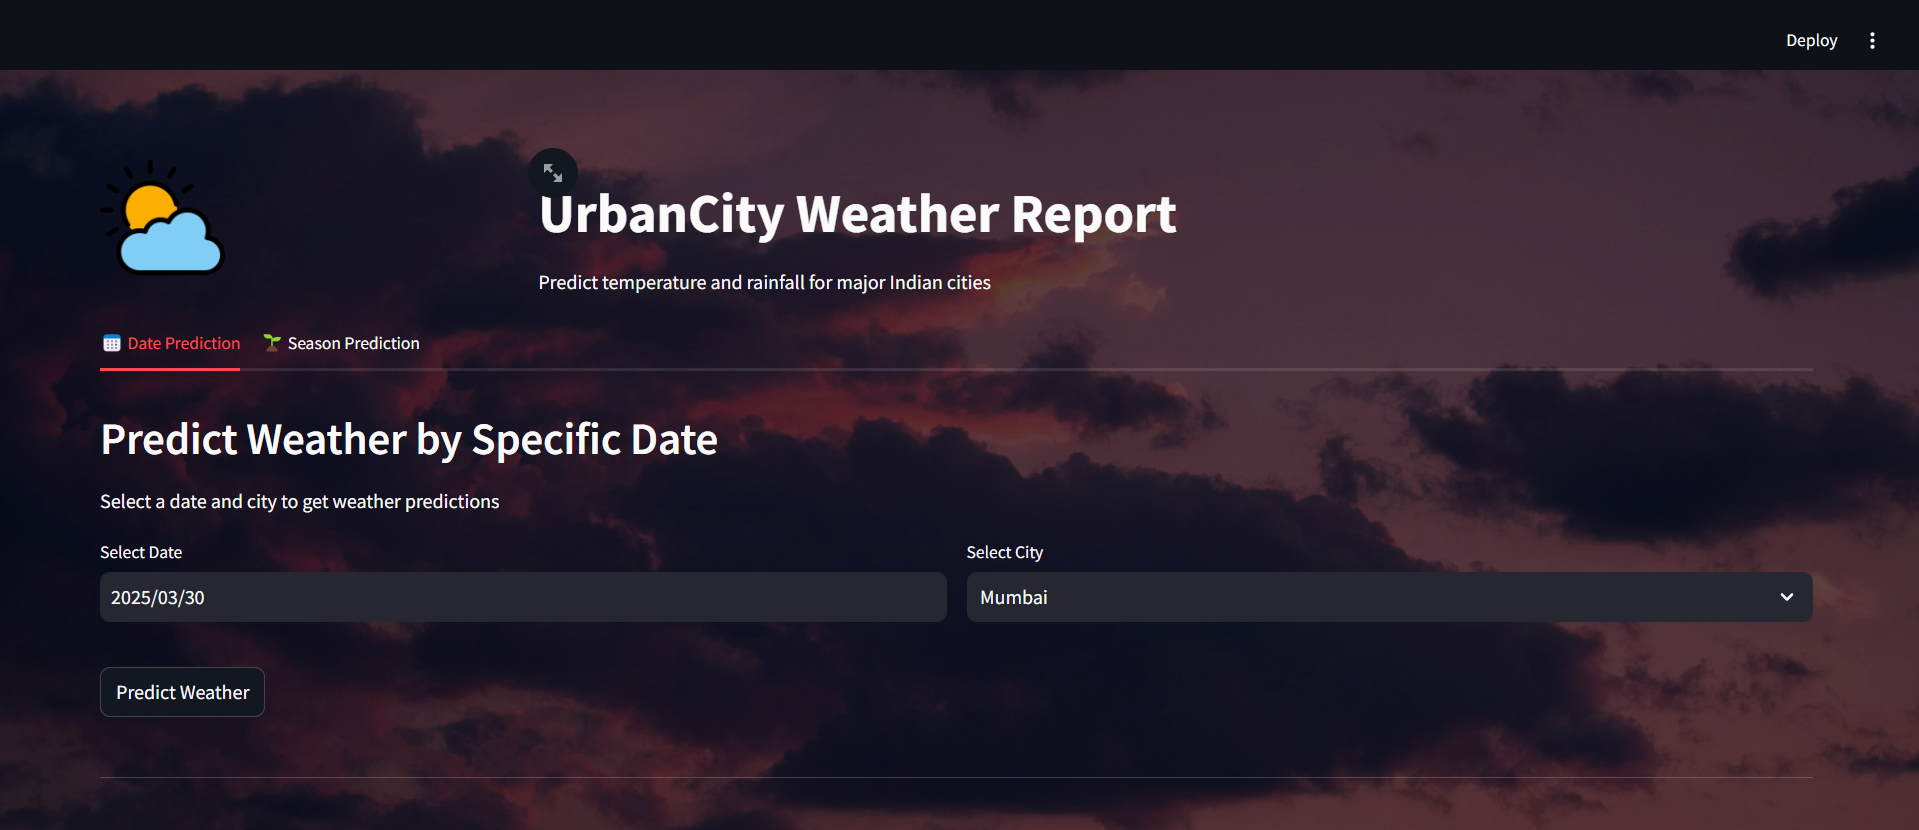 Deploy
UrbanCity Weather Report
Predict temperature and rainfall for major Indian cities
Date Prediction
Season Prediction
Predict Weather by Specific Date
Select a date and city to get weather predictions
Select Date
Select City
2025/03/30
Mumbai
Predict Weather